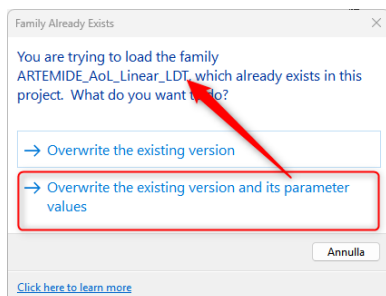 Family Already Exists
You are trying to load the family
ARTEMIDE_AoL_Linear_LDT, which already exists in this
project. What do you want to do?
→ Overwrite the existing version
→ Overwrite the existing version and its parameter
values
Annulla
Click here to learn more